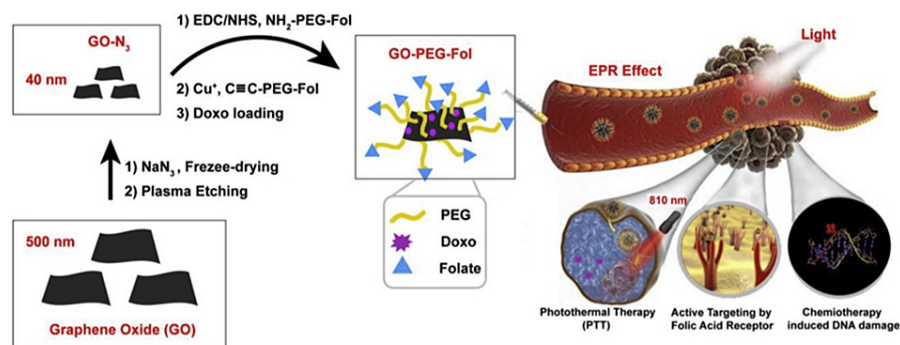 GO-N3
40 nm
1) EDC/NHS, NH2-PEG-Fol
2) Cu+, C≡C-PEG-Fol
3) Doxo loading
1) NaN3, Frezee-drying
2) Plasma Etching
500 nm
Graphene Oxide (GO)
GO-PEG-Fol
PEG
Doxo
Folate
EPR Effect
Light
810 nm
Photothermal Therapy
(PTT)
Active Targeting by
Folic Acid Receptor
Chemiotherapy
induced DNA damage